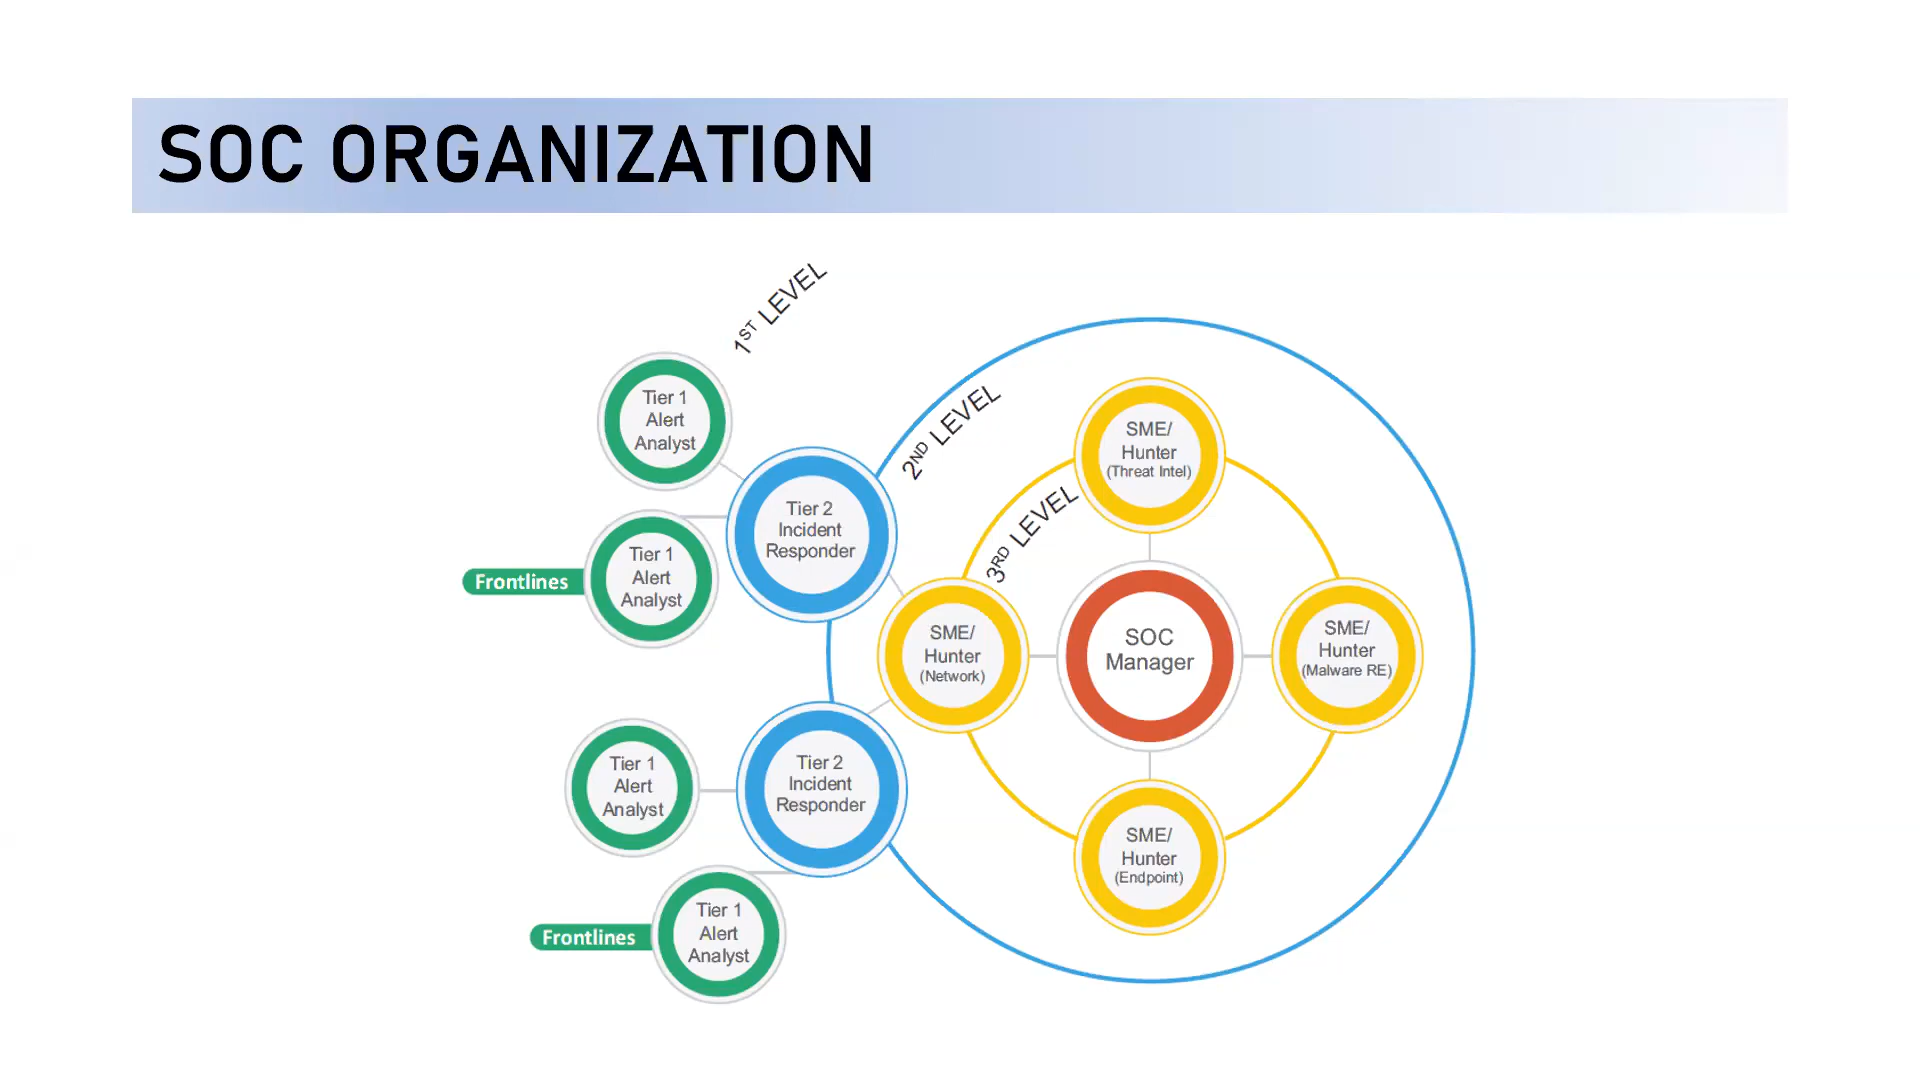 SOC ORGANIZATION
1ST LEVEL
2ND LEVEL
3RD LEVEL
Tier 1
Alert
Analyst
Tier 2
Incident
Responder
Frontlines
Tier 1
Alert
Analyst
Tier 1
Alert
Analyst
Tier 2
Incident
Responder
Frontlines
Tier 1
Alert
Analyst
SME/
Hunter
(Threat Intel)
SME/
Hunter
(Network)
SOC
Manager
SME/
Hunter
(Malware RE)
SME/
Hunter
(Endpoint)